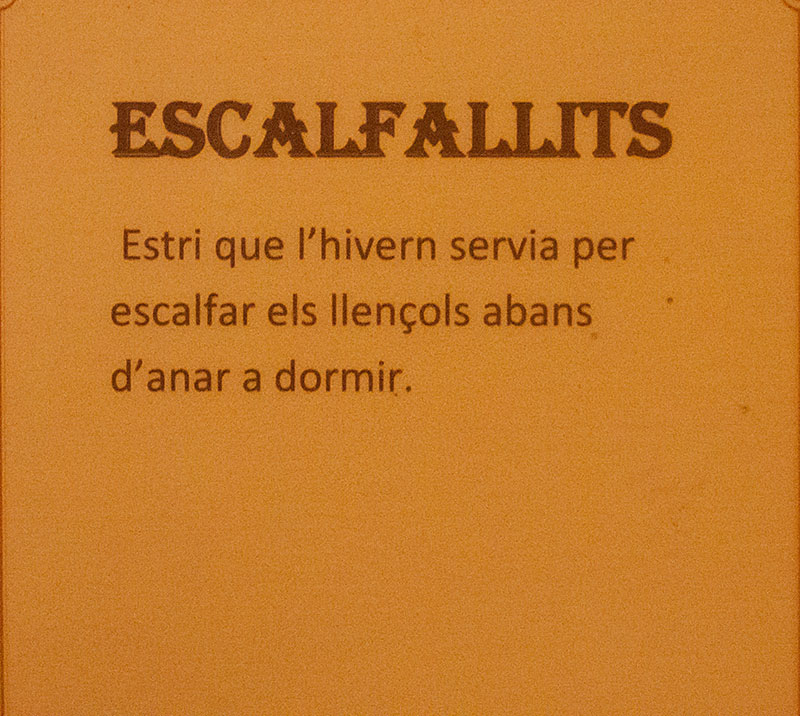 ESCALFALLITS
Estri que l’hivern servia per
escalfar els llençols abans
d’anar a dormir.